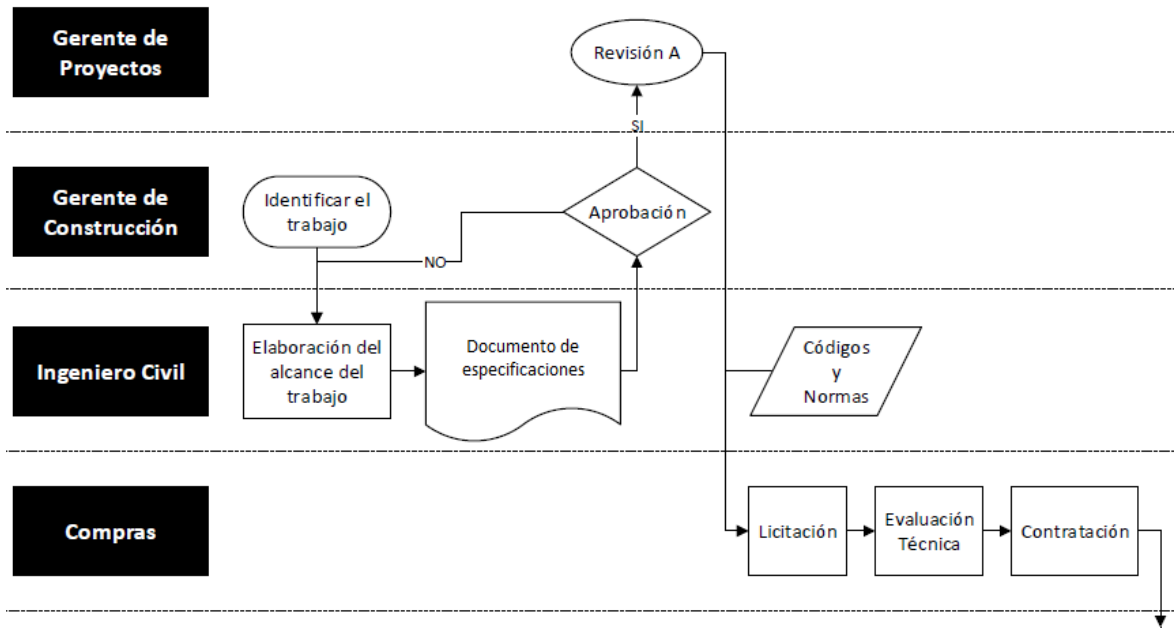 Gerente de
Proyectos
Revisión A
SI
Gerente de
Construcción
Identificar el
trabajo
Aprobación
NO
Ingeniero Civil
Elaboración del
alcance del
trabajo
Documento de
especificaciones
Códigos
y
Normas
Compras
Licitación
Evaluación
Técnica
Contratación